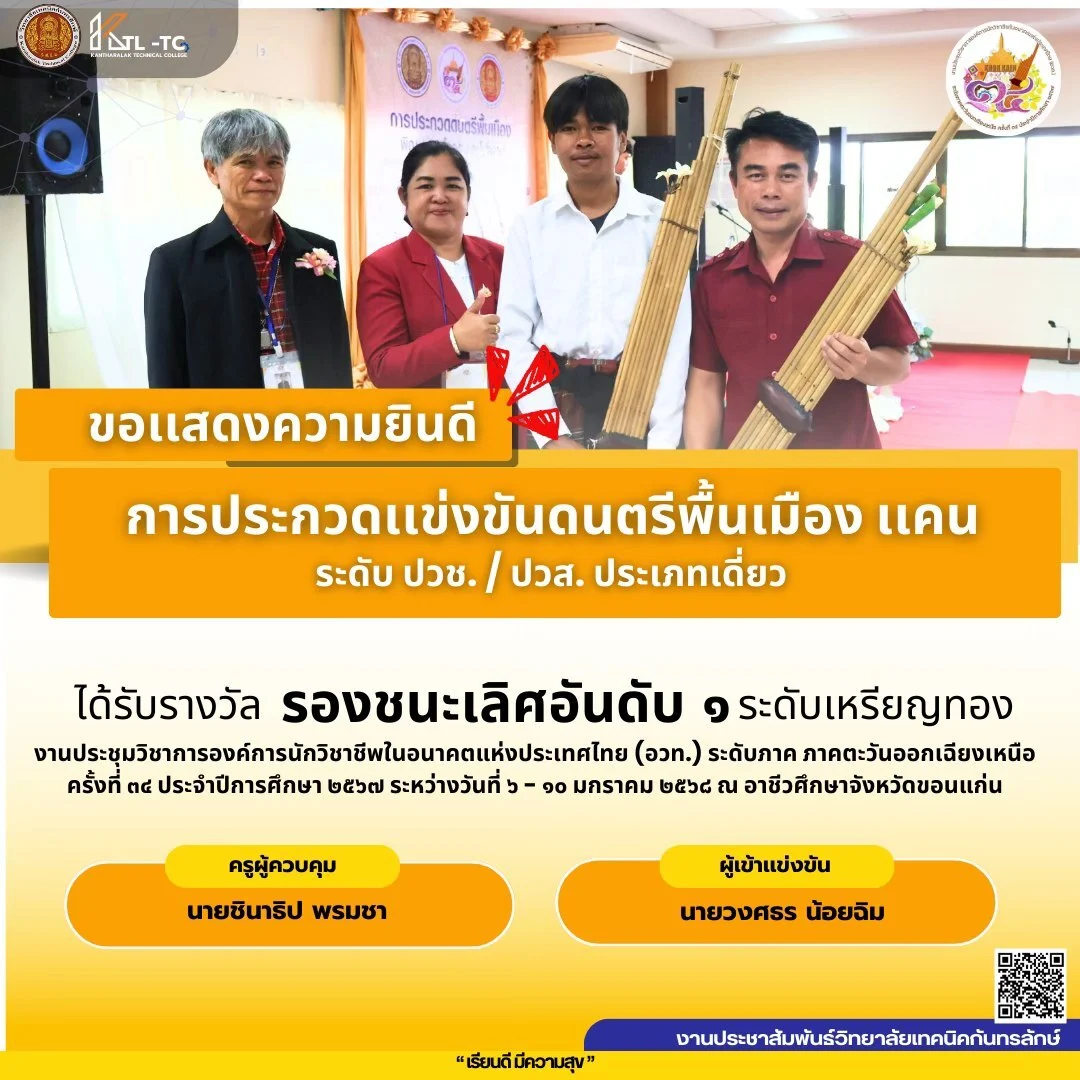 KTL -TC
KANTHARALAK TECHNICAL COLLEGE
การประกวดดนตรีพื้นเมือง
KHON KAEN
ขอแสดงความยินดี
การประกวดแข่งขันดนตรีพื้นเมือง แคน
ระดับ ปวช. / ปวส. ประเภทเดี่ยว
ได้รับรางวัล รองชนะเลิศอันดับ ๑ ระดับเหรียญทอง
งานประชุมวิชาการองค์การนักวิชาชีพในอนาคตแห่งประเทศไทย (อวท.) ระดับภาค ภาคตะวันออกเฉียงเหนือ
ครั้งที่ ๓๔ ประจำปีการศึกษา ๒๕๖๗ ระหว่างวันที่ ๖ - ๑๐ มกราคม ๒๕๖๘ ณ อาชีวศึกษาจังหวัดขอนแก่น
ครูผู้ควบคุม
นายชินาธิป พรมชา
ผู้เข้าแข่งขัน
นายวงศธร น้อยฉิม
งานประชาสัมพันธ์วิทยาลัยเทคนิคกันทรลักษ์
“ เรียนดี มีความสุข ”